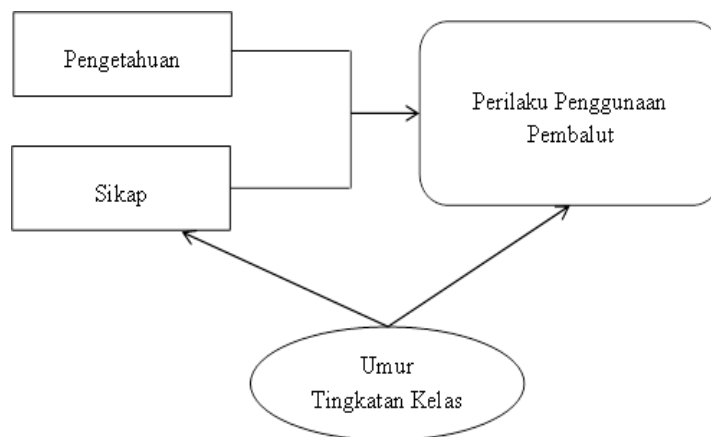 Pengetahuan
Perilaku Penggunaan
Pembalut
Sikap
Umur
Tingkatan Kelas